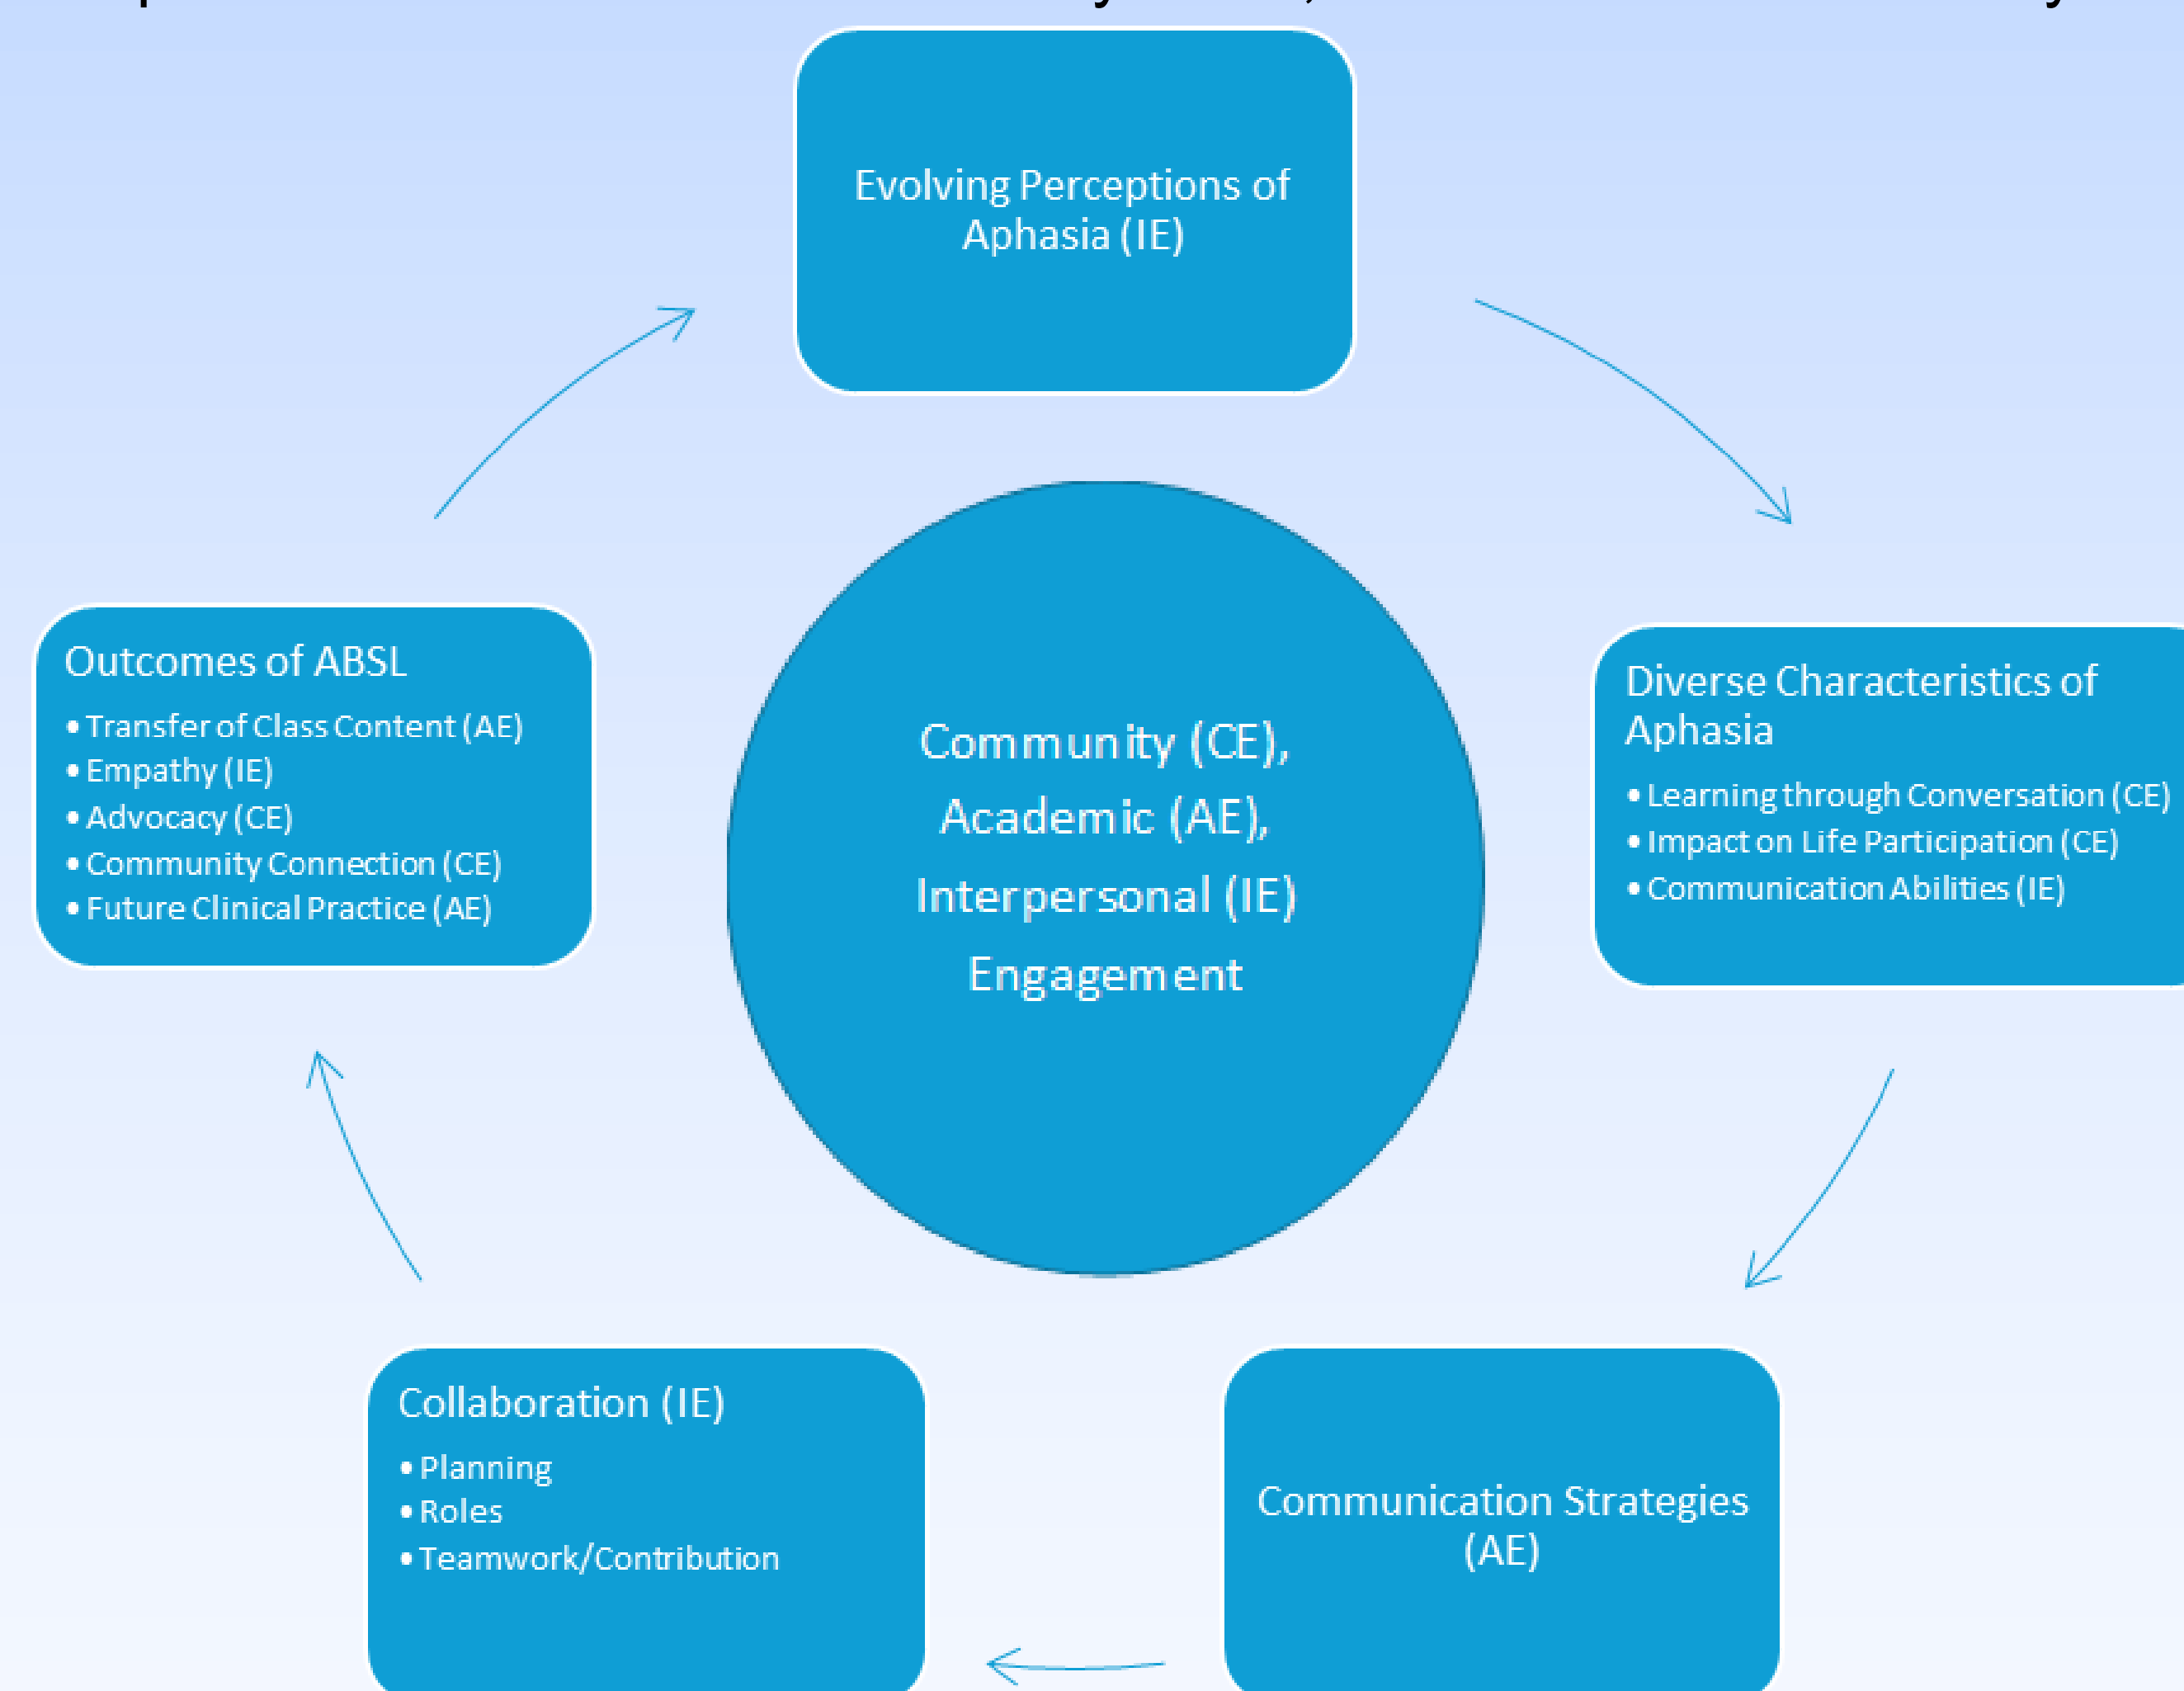 Evolving Perceptions of
Aphasia (IE)
Outcomes of ABSL
• Transfer of Class Content (AE)
• Empathy (IE)
• Advocacy (CE)
• Community Connection (CE)
• Future Clinical Practice (AE)
Community (CE),
Academic (AE),
Interpersonal (IE)
Engagement
Diverse Characteristics of
Aphasia
• Learning through Conversation (CE)
• Impact on Life Participation (CE)
• Communication Abilities (IE)
Collaboration (IE)
• Planning
• Roles
• Teamwork/Contribution
Communication Strategies
(AE)